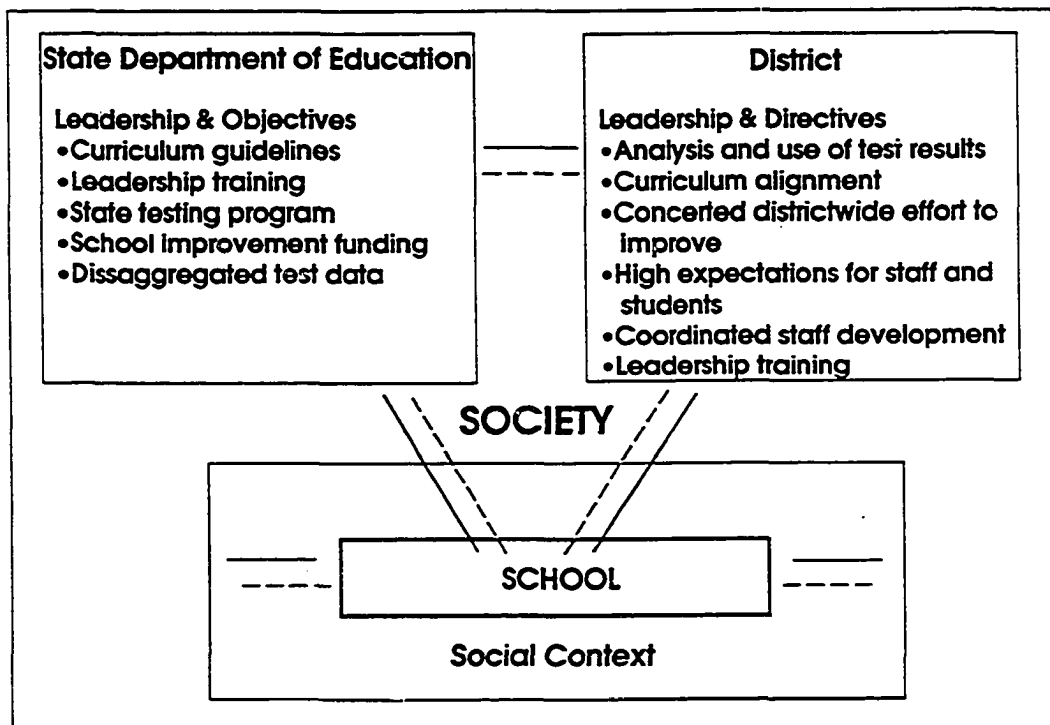 State Department of Education
Leadership & Objectives
•Curriculum guidelines
•Leadership training
•State testing program
•School improvement funding
•Dissaggregated test data
District
Leadership & Directives
•Analysis and use of test results
•Curriculum alignment
•Concerted districtwide effort to
improve
•High expectations for staff and
students
•Coordinated staff development
•Leadership training
SOCIETY
SCHOOL
Social Context